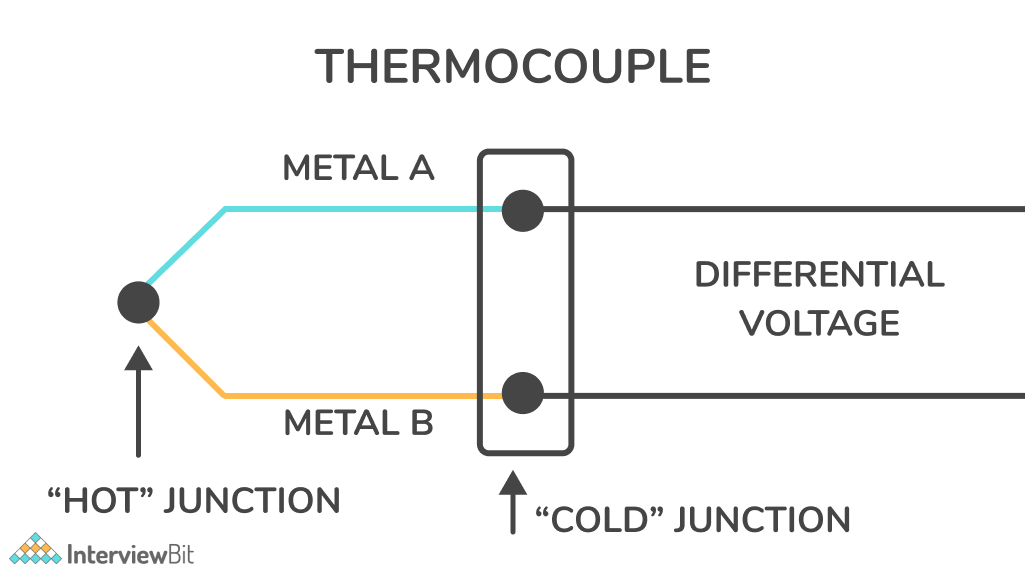 THERMOCOUPLE
METAL A
DIFFERENTIAL
VOLTAGE
METAL B
“HOT” JUNCTION
“COLD” JUNCTION
InterviewBit